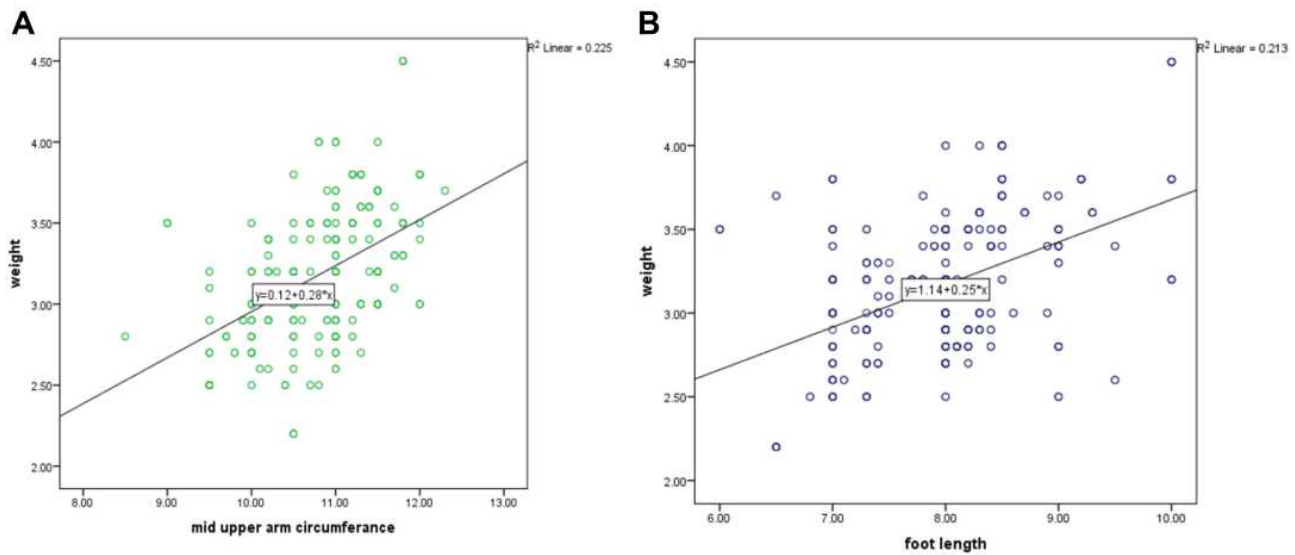 A
R² Linear = 0.225
4.50
4.00
3.50
weight
3.00
y=0.12+0.28*x
2.50
2.00
8.00 9.00 10.00 11.00 12.00 13.00
mid upper arm circumferance
B
R² Linear = 0.213
4.50
4.00
3.50
weight
3.00
y=1.14+0.25*x
2.50
2.00
6.00 7.00 8.00 9.00 10.00
foot length